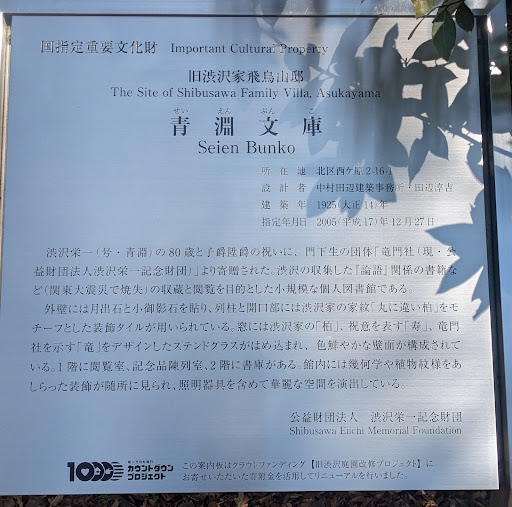 国指定重要文化財 Important Cultural Property
旧渋沢家飛鳥山邸
The Site of Shibusawa Family Villa, Asukayama
せい えん ぶん こ
青淵文庫
Seien Bunko
所在地 北区西ケ原 2-16-1
設計者 中村田辺建築事務所・田辺淳吉
建築年 1925(大正14)年
指定年月日 2005(平成17)年12月27日
渋沢栄一(号・青淵)の80歳と子爵陞爵の祝いに、門下生の団体「竜門社(現・公
益財団法人渋沢栄一記念財団)」より寄贈された。渋沢の収集した『論語』関係の書籍な
ど(関東大震災で焼失)の収蔵と閲覧を目的とした小規模な個人図書館である。
外壁には月出石と小御影石を貼り、列柱と開口部には渋沢家の家紋「丸に違い柏」をモ
チーフとした装飾タイルが用いられている。窓には渋沢家の「柏」、祝意を表す「寿」、竜門
社を示す「竜」をデザインしたステンドグラスがはめ込まれ、色鮮やかな壁面が構成されて
いる。1階に閲覧室、記念品陳列室、2階に書庫がある。館内には幾何学や植物紋様をあ
しらった装飾が随所に見られ、照明器具を含めて華麗な空間を演出している。
公益財団法人 渋沢栄一記念財団
Shibusawa Eiichi Memorial Foundation
1000 カウントダウン
プロジェクト
この案内板はクラウドファンディング【旧渋沢庭園改修プロジェクト】に
お寄せいただいた寄附金を活用してリニューアルを行いました。